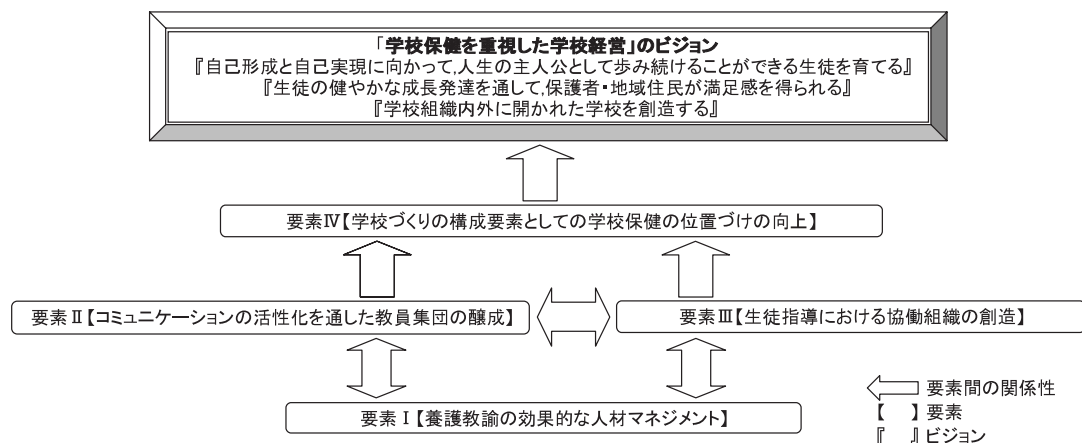 「学校保健を重視した学校経営」のビジョン
『自己形成と自己実現に向かって,人生の主人公として歩み続けることができる生徒を育てる』
『生徒の健やかな成長発達を通して,保護者・地域住民が満足感を得られる』
『学校組織内外に開かれた学校を創造する』
要素Ⅳ【学校づくりの構成要素としての学校保健の位置づけの向上】
要素Ⅱ【コミュニケーションの活性化を通した教員集団の醸成】
要素Ⅲ【生徒指導における協働組織の創造】
要素Ⅰ【養護教諭の効果的な人材マネジメント】
要素間の関係性
【　】要素
『　』ビジョン